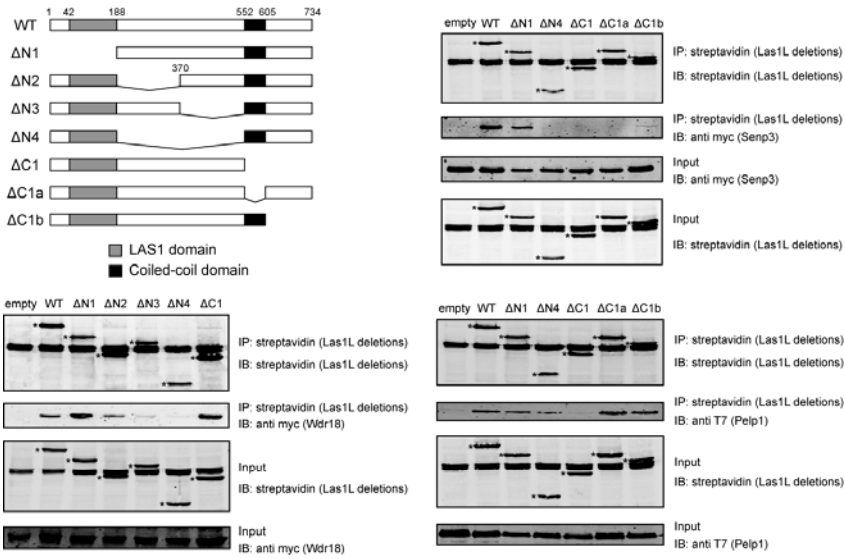 1 42 188 552 605 734
WT
ΔN1
370
ΔN2
ΔN3
ΔN4
ΔC1
ΔC1a
ΔC1b
LAS1 domain
Coiled-coil domain
empty WT ΔN1 ΔN4 ΔC1 ΔC1a ΔC1b
IP: streptavidin (Las1L deletions)
IB: streptavidin (Las1L deletions)
IP: streptavidin (Las1L deletions)
IB: anti myc (Senp3)
Input
IB: anti myc (Senp3)
Input
IB: streptavidin (Las1L deletions)
empty WT ΔN1 ΔN2 ΔN3 ΔN4 ΔC1
IP: streptavidin (Las1L deletions)
IB: streptavidin (Las1L deletions)
IP: streptavidin (Las1L deletions)
IB: anti myc (Wdr18)
Input
IB: streptavidin (Las1L deletions)
Input
IB: anti myc (Wdr18)
empty WT ΔN1 ΔN4 ΔC1 ΔC1a ΔC1b
IP: streptavidin (Las1L deletions)
IB: streptavidin (Las1L deletions)
IP: streptavidin (Las1L deletions)
IB: anti T7 (Pelp1)
Input
IB: streptavidin (Las1L deletions)
Input
IB: anti T7 (Pelp1)